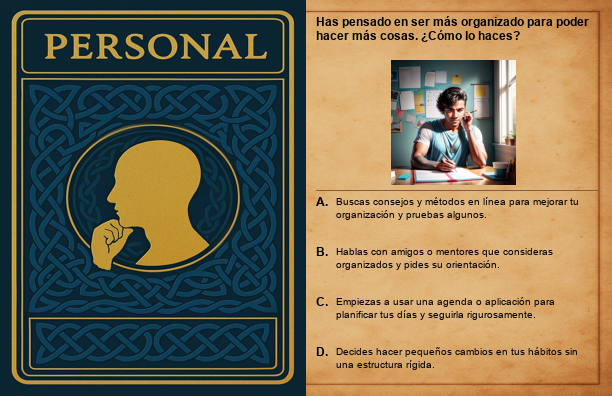 PERSONAL
Has pensado en ser más organizado para poder
hacer más cosas. ¿Cómo lo haces?
A. Buscas consejos y métodos en línea para mejorar tu
organización y pruebas algunos.
B. Hablas con amigos o mentores que consideras
organizados y pides su orientación.
C. Empiezas a usar una agenda o aplicación para
planificar tus días y seguirla rigurosamente.
D. Decides hacer pequeños cambios en tus hábitos sin
una estructura rígida.